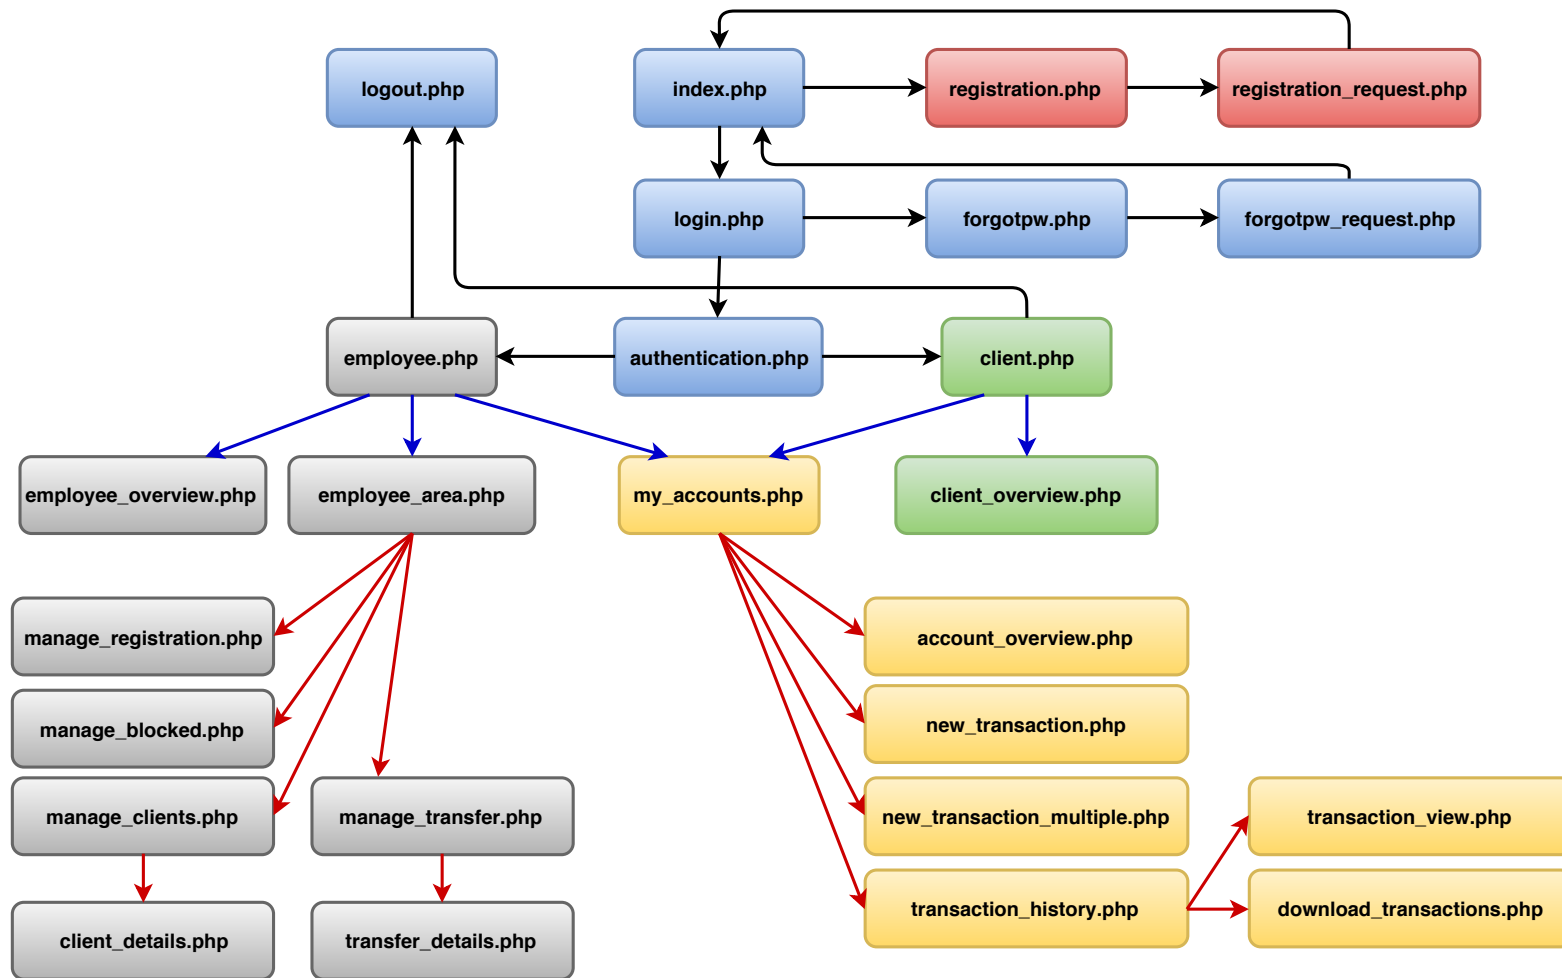 logout.php
index.php
registration.php
registration_request.php
login.php
forgotpw.php
forgotpw_request.php
employee.php
authentication.php
client.php
employee_overview.php
employee_area.php
my_accounts.php
client_overview.php
manage_registration.php
account_overview.php
manage_blocked.php
new_transaction.php
manage_clients.php
manage_transfer.php
new_transaction_multiple.php
transaction_view.php
client_details.php
transfer_details.php
transaction_history.php
download_transactions.php